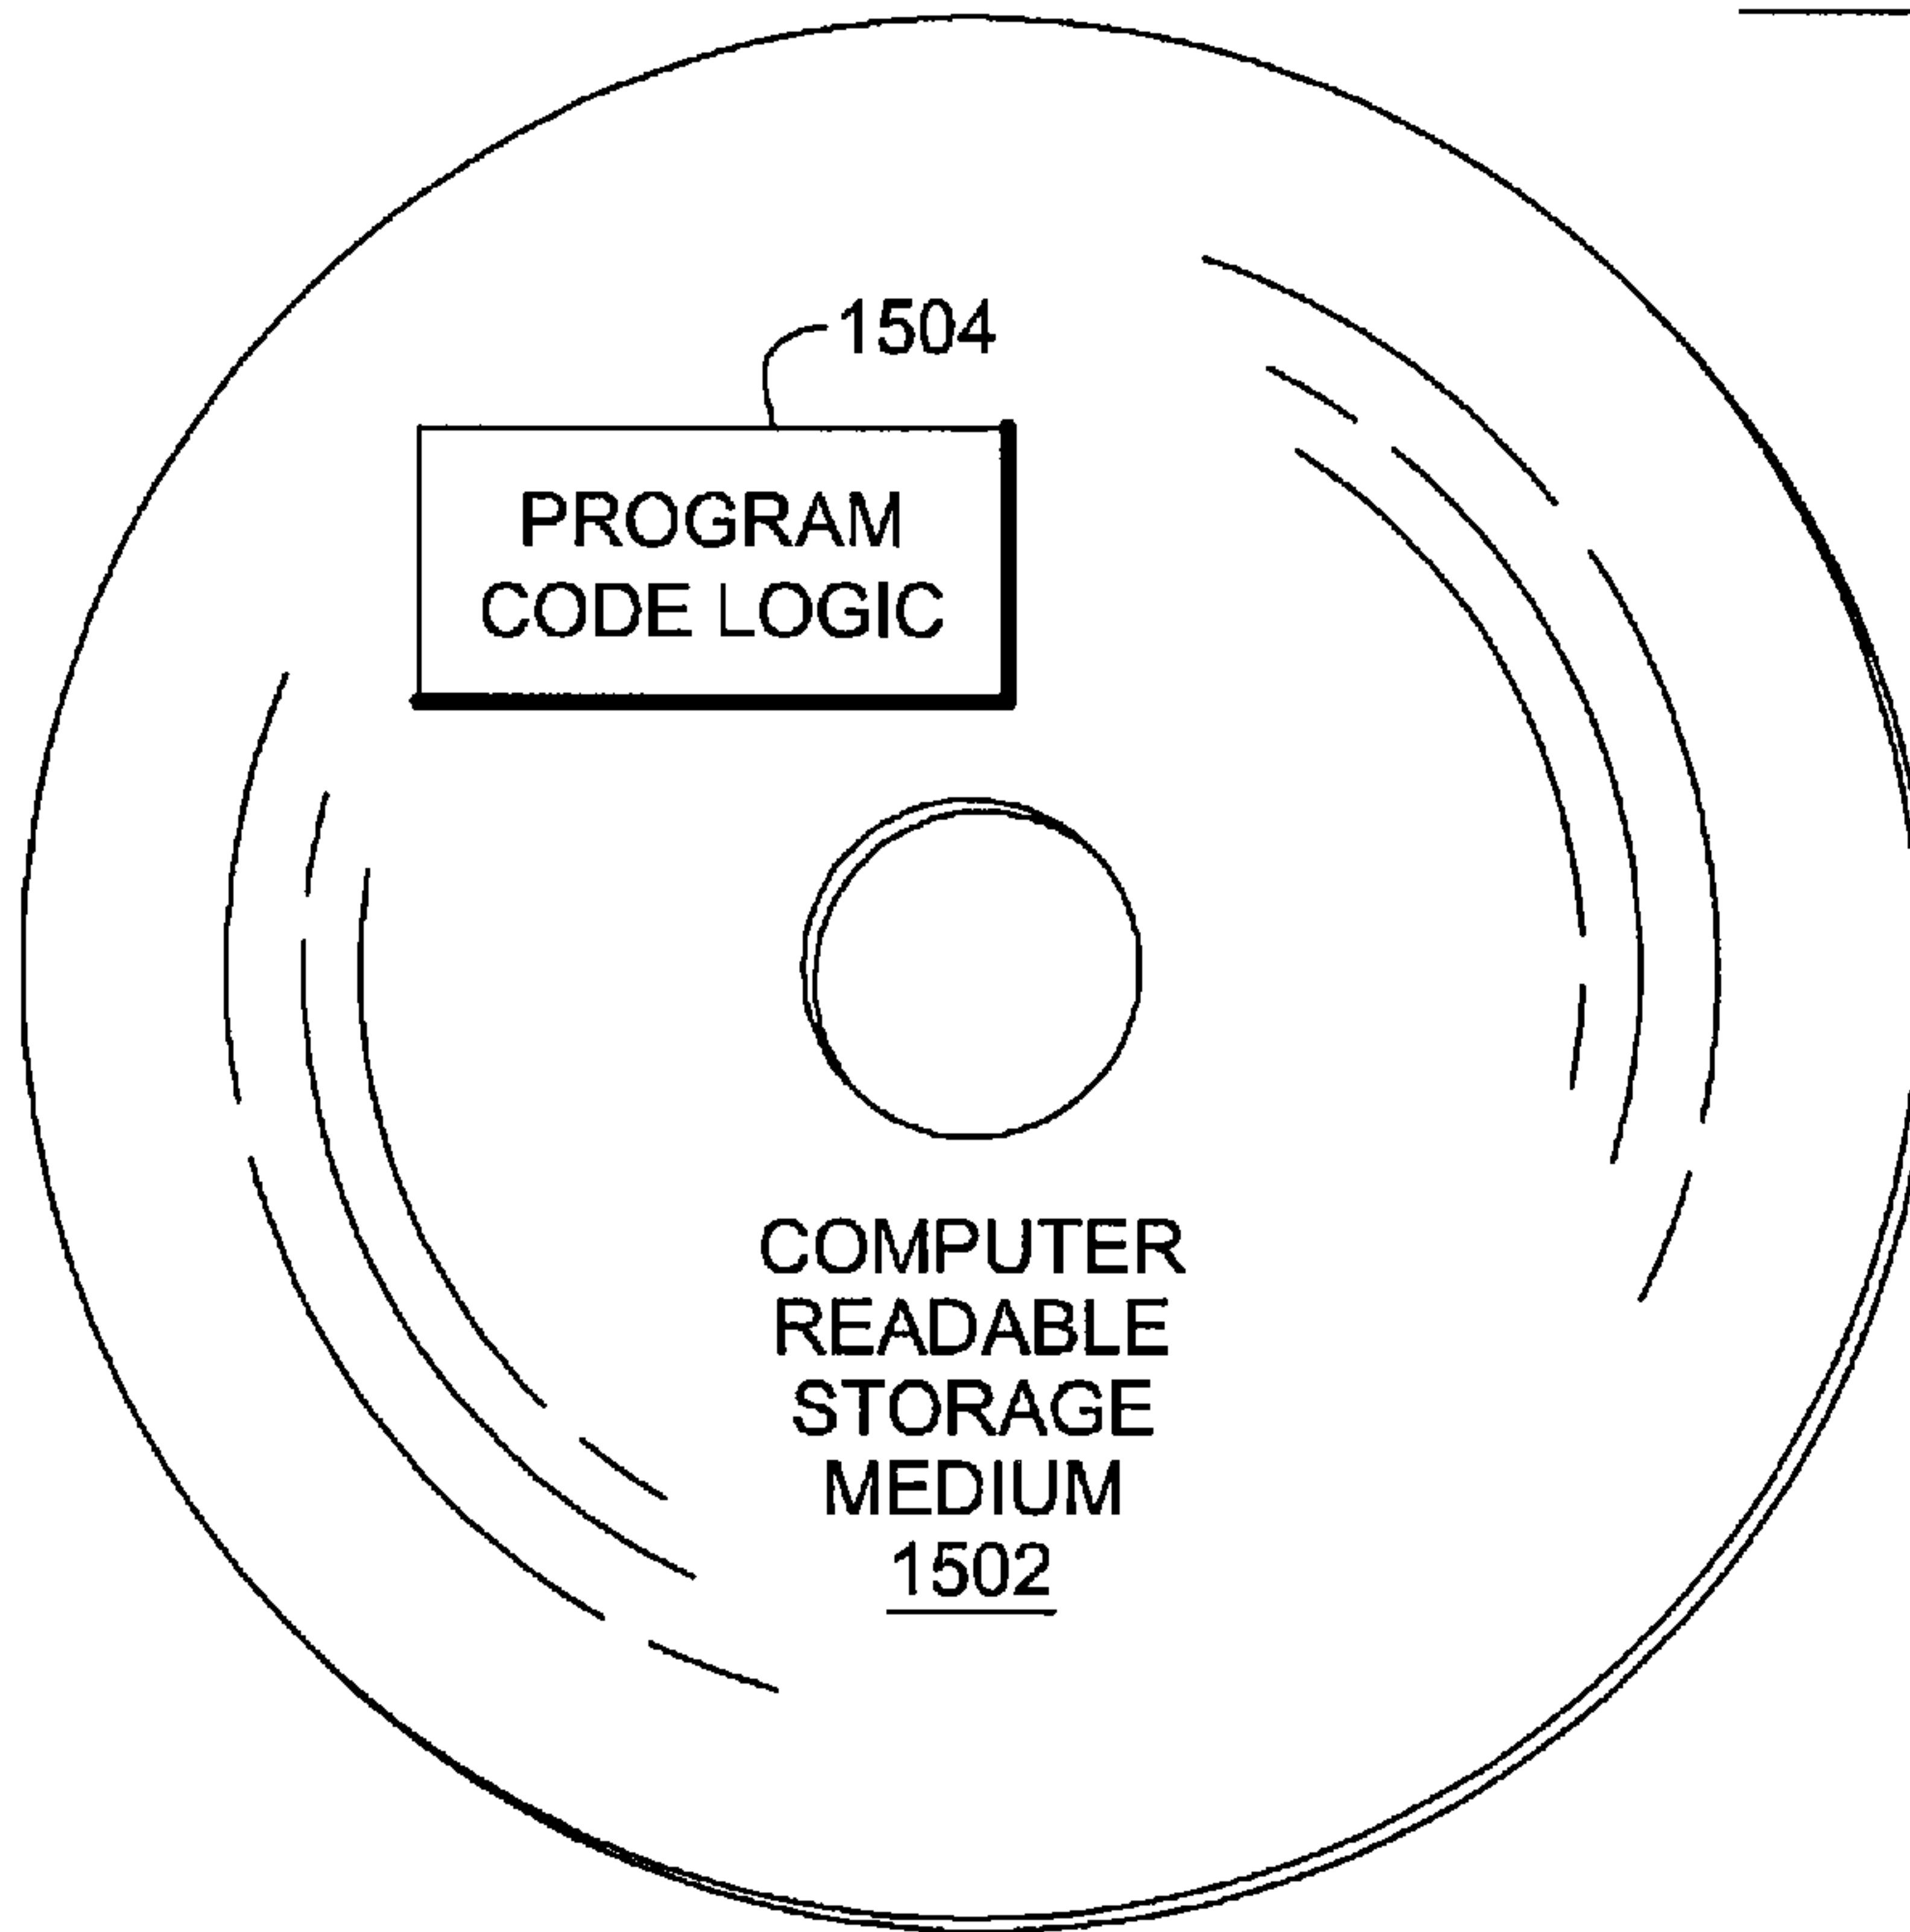 1504
PROGRAM
CODE LOGIC
COMPUTER
READABLE
STORAGE
MEDIUM
1502